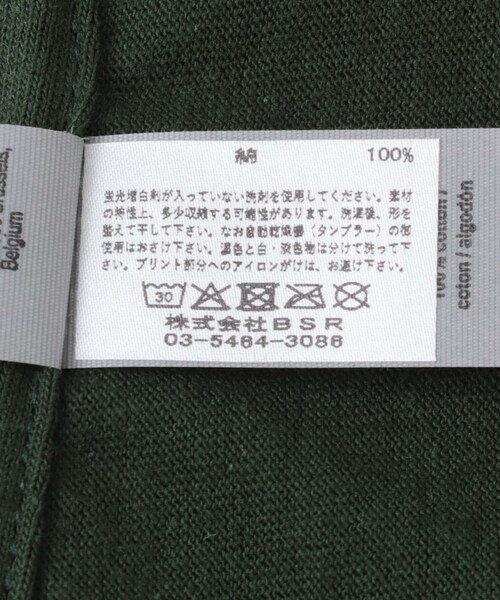 綿 100%
蛍光増白剤が入っていない洗剤を使用してください。素材
の特性上、多少収縮する可能性があります。洗濯後、形を
整えて干して下さい。なお自動乾燥機（タンブラー）の御
使用はおさけ下さい。濃色と白・淡色物は分けて洗って下
さい。プリント部分へのアイロンがけは、お避け下さい。
30
株式会社BSR
03-5464-3088
Brussels,
Belgium
100% Cotton /
coton / algodón